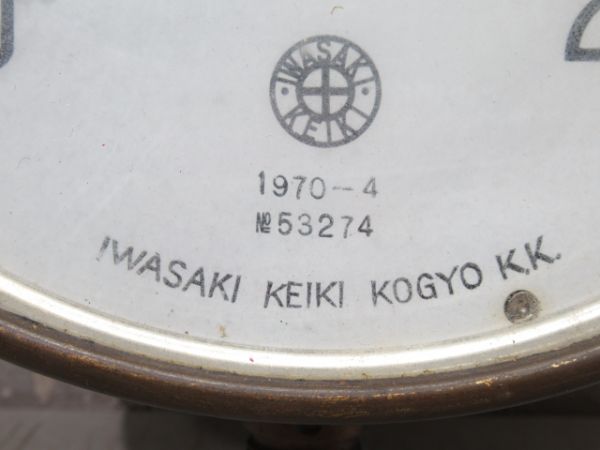 IWASAKI
KEIKI
1970-4
№53274
IWASAKI KEIKI KOGYO K.K.